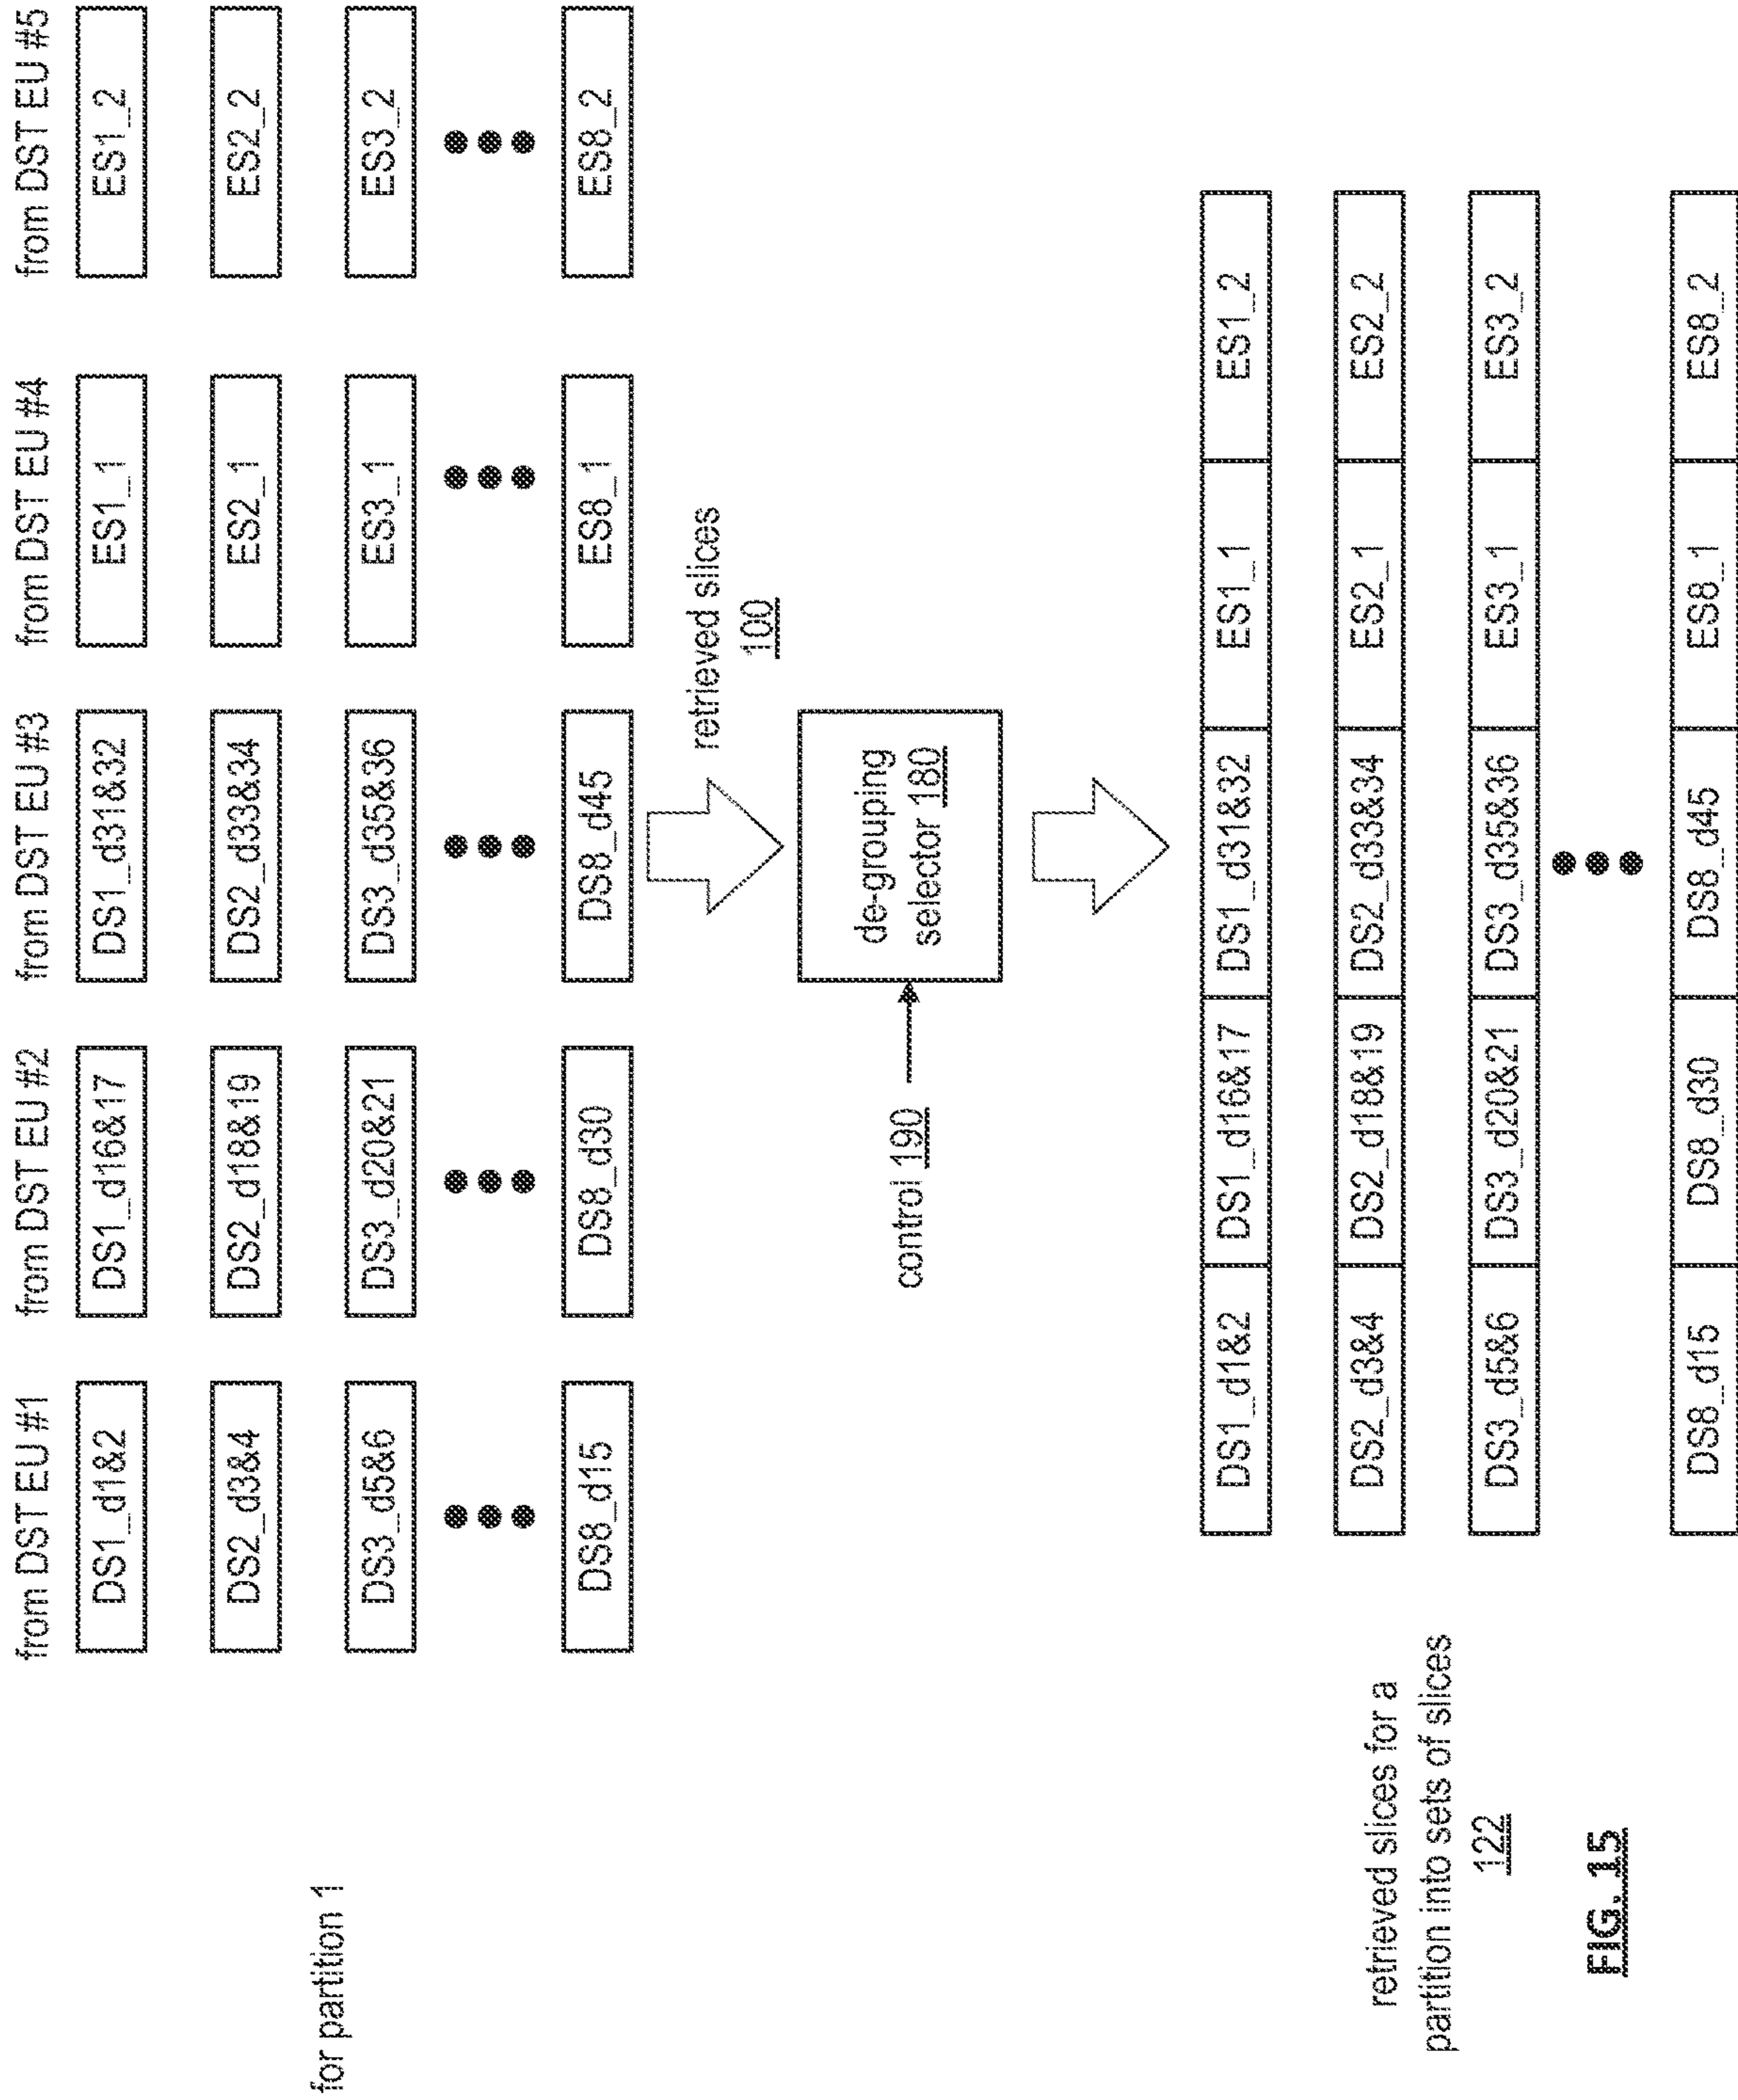 from DST EU #1 from DST EU #2 from DST EU #3 from DST EU #4 from DST EU #5
DS1_d1&2 DS1_d16&17 DS1_d31&32 ES1_1 ES1_2
DS2_d3&4 DS2_d18&19 DS2_d33&34 ES2_1 ES2_2
for partition 1
DS3_d5&6 DS3_d20&21 DS3_d35&36 ES3_1 ES3_2
DS8_d15 DS8_d30 DS8_d45 ES8_1 ES8_2
retrieved slices
100
control 190
de-grouping
selector 180
DS1_d1&2 DS1_d16&17 DS1_d31&32 ES1_1 ES1_2
DS2_d3&4 DS2_d18&19 DS2_d33&34 ES2_1 ES2_2
DS3_d5&6 DS3_d20&21 DS3_d35&36 ES3_1 ES3_2
DS8_d15 DS8_d30 DS8_d45 ES8_1 ES8_2
retrieved slices for a
partition into sets of slices
122
FIG. 15